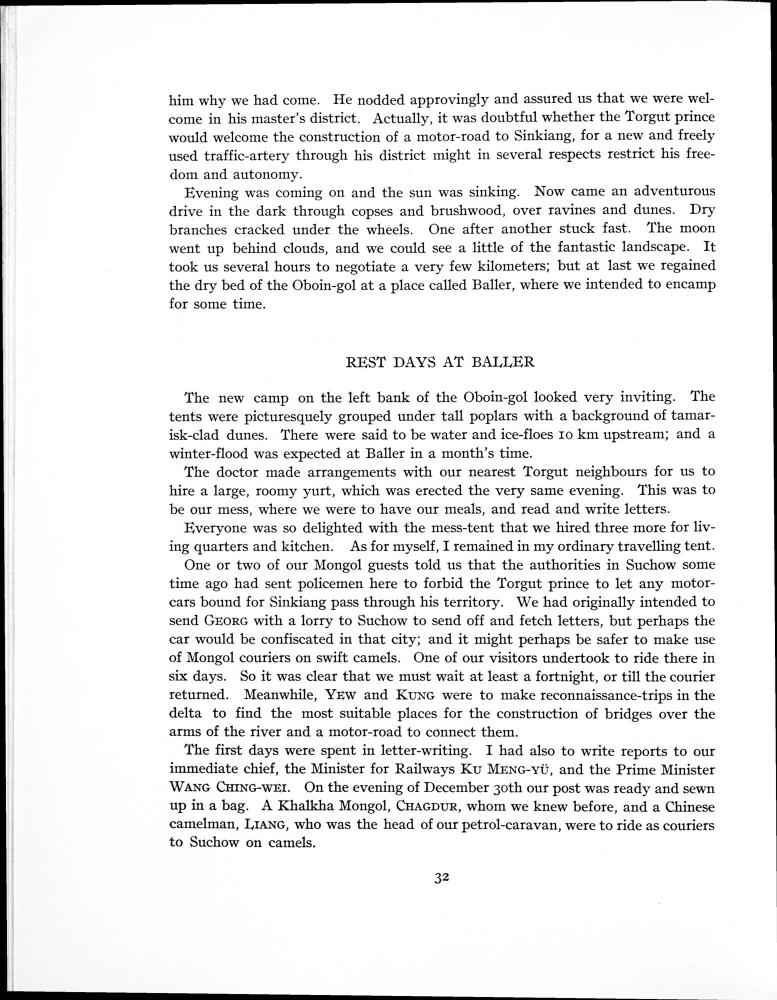 him why we had come. He nodded approvingly and assured us that we were wel-
come in his master's district. Actually, it was doubtful whether the Torgut prince
would welcome the construction of a motor-road to Sinkiang, for a new and freely
used traffic-artery through his district might in several respects restrict his free-
dom and autonomy.
Evening was coming on and the sun was sinking. Now came an adventurous
drive in the dark through copses and brushwood, over ravines and dunes. Dry
branches cracked under the wheels. One after another stuck fast. The moon
went up behind clouds, and we could see a little of the fantastic landscape. It
took us several hours to negotiate a very few kilometers; but at last we regained
the dry bed of the Oboin-gol at a place called Baller, where we intended to encamp
for some time.
REST DAYS AT BALLER
The new camp on the left bank of the Oboin-gol looked very inviting. The
tents were picturesquely grouped under tall poplars with a background of tamar-
isk-clad dunes. There were said to be water and ice-floes 10 km upstream; and a
winter-flood was expected at Baller in a month's time.
The doctor made arrangements with our nearest Torgut neighbours for us to
hire a large, roomy yurt, which was erected the very same evening. This was to
be our mess, where we were to have our meals, and read and write letters.
Everyone was so delighted with the mess-tent that we hired three more for liv-
ing quarters and kitchen. As for myself, I remained in my ordinary travelling tent.
One or two of our Mongol guests told us that the authorities in Suchow some
time ago had sent policemen here to forbid the Torgut prince to let any motor-
cars bound for Sinkiang pass through his territory. We had originally intended to
send GEORG with a lorry to Suchow to send off and fetch letters, but perhaps the
car would be confiscated in that city; and it might perhaps be safer to make use
of Mongol couriers on swift camels. One of our visitors undertook to ride there in
six days. So it was clear that we must wait at least a fortnight, or till the courier
returned. Meanwhile, YEW and KUNG were to make reconnaissance-trips in the
delta to find the most suitable places for the construction of bridges over the
arms of the river and a motor-road to connect them.
The first days were spent in letter-writing. I had also to write reports to our
immediate chief, the Minister for Railways KU MENG-YÜ, and the Prime Minister
WANG CHING-WEI. On the evening of December 30th our post was ready and sewn
up in a bag. A Khalkha Mongol, CHAGDUR, whom we knew before, and a Chinese
camelman, LIANG, who was the head of our petrol-caravan, were to ride as couriers
to Suchow on camels.
32